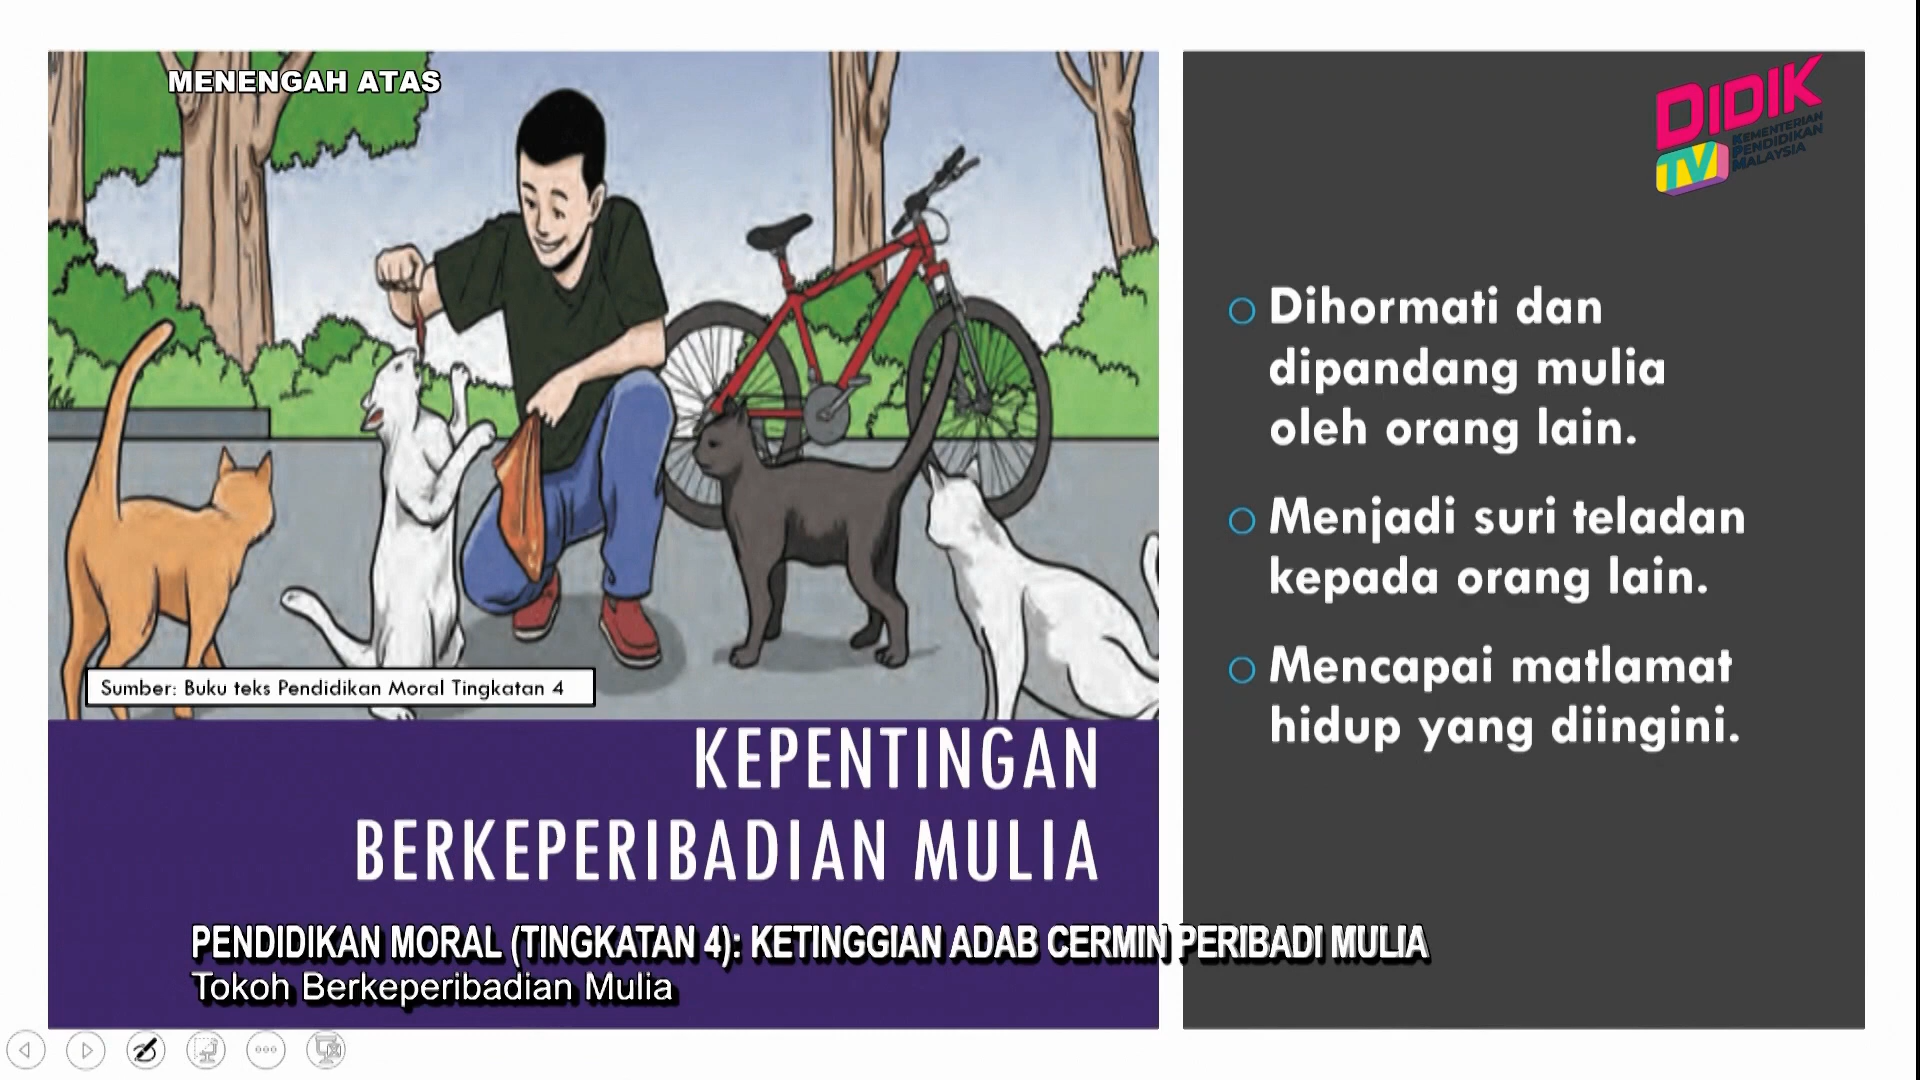 MENENGAH ATAS
DIDIK
TV
KEMENTERIAN
PENDIDIKAN
MALAYSIA
Dihormati dan
dipandang mulia
oleh orang lain.
Menjadi suri teladan
kepada orang lain.
Mencapai matlamat
hidup yang diingini.
Sumber: Buku teks Pendidikan Moral Tingkatan 4
KEPENTINGAN
BERKEPERIBADIAN MULIA
PENDIDIKAN MORAL (TINGKATAN 4): KETINGGIAN ADAB CERMIN PERIBADI MULIA
Tokoh Berkeperibadian Mulia